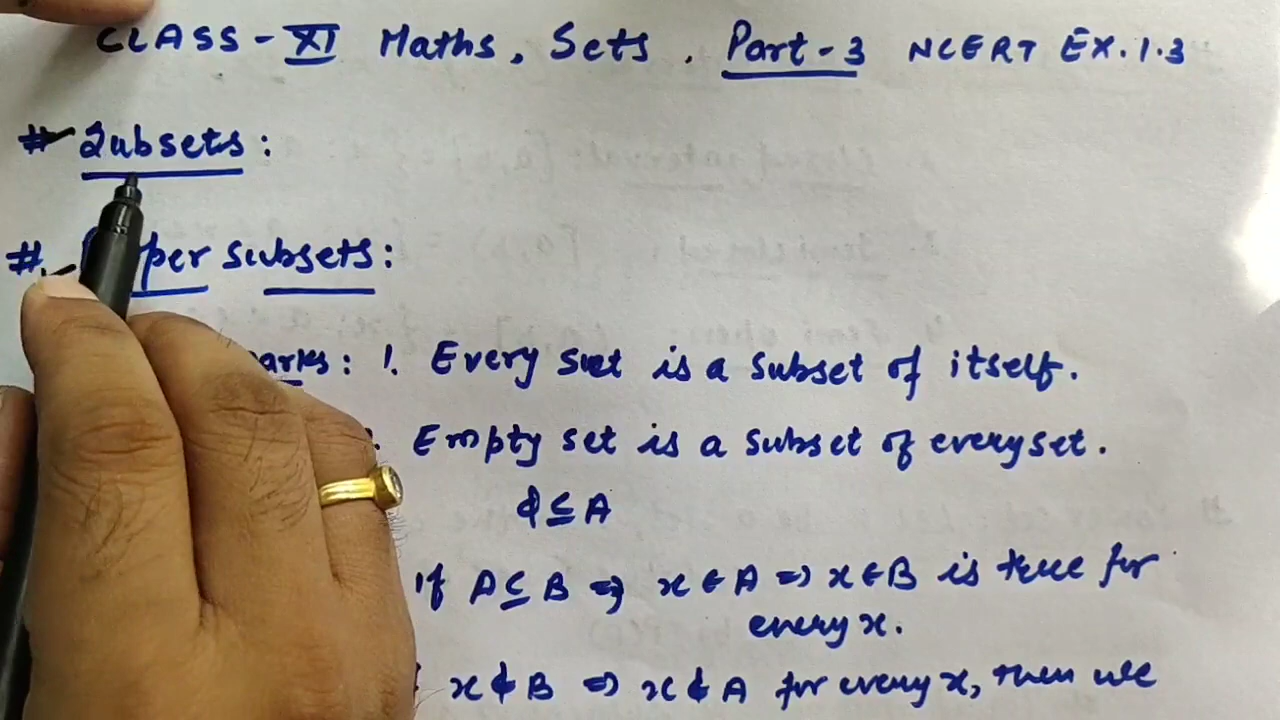 CLASS - XI Maths, Sets. Part-3 NCERT EX.1.3
# Subsets:
# per subsets:
arks: 1. Every set is a subset of itself.
Empty set is a subset of every set.
ϕ ⊆ A
If A ⊆ B ⇒ x ∈ A ⇒ x ∈ B is true for
every x.
x ∉ B ⇒ x ∉ A for every x, then we